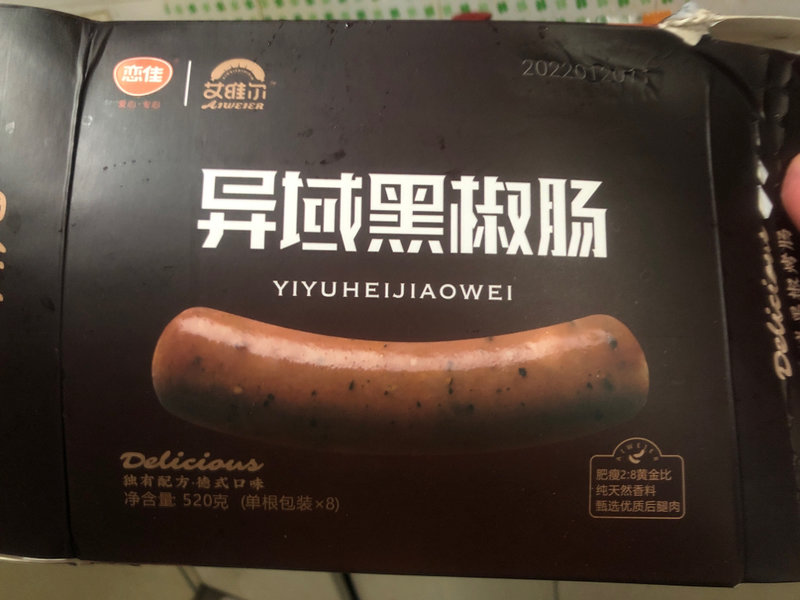 恋佳
爱心·专心
艾维尔
AIWEIER
异域黑椒肠
YIYUHEIJIAOWEI
Delicious
独有配方·德式口味
净含量: 520克 (单根包装×8)
AIWEIER
肥瘦2:8黄金比
纯天然香料
甄选优质后腿肉
Delicious